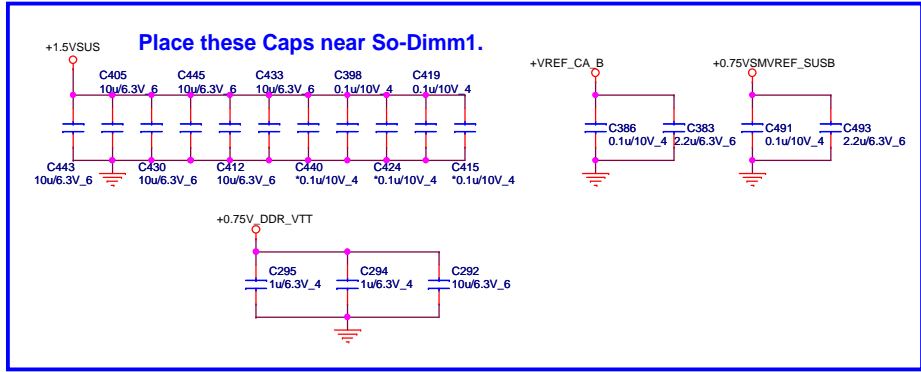 Place these Caps near So-Dimm1.
+1.5VSUS
C405
10u/6.3V_6
C445
10u/6.3V_6
C433
10u/6.3V_6
C398
0.1u/10V_4
C419
0.1u/10V_4
C443
10u/6.3V_6
C430
10u/6.3V_6
C412
10u/6.3V_6
C440
*0.1u/10V_4
C424
*0.1u/10V_4
C415
*0.1u/10V_4
+VREF_CA_B
C386
0.1u/10V_4
C383
2.2u/6.3V_6
+0.75VSMVREF_SUSB
C491
0.1u/10V_4
C493
2.2u/6.3V_6
+0.75V_DDR_VTT
C295
1u/6.3V_4
C294
1u/6.3V_4
C292
10u/6.3V_6